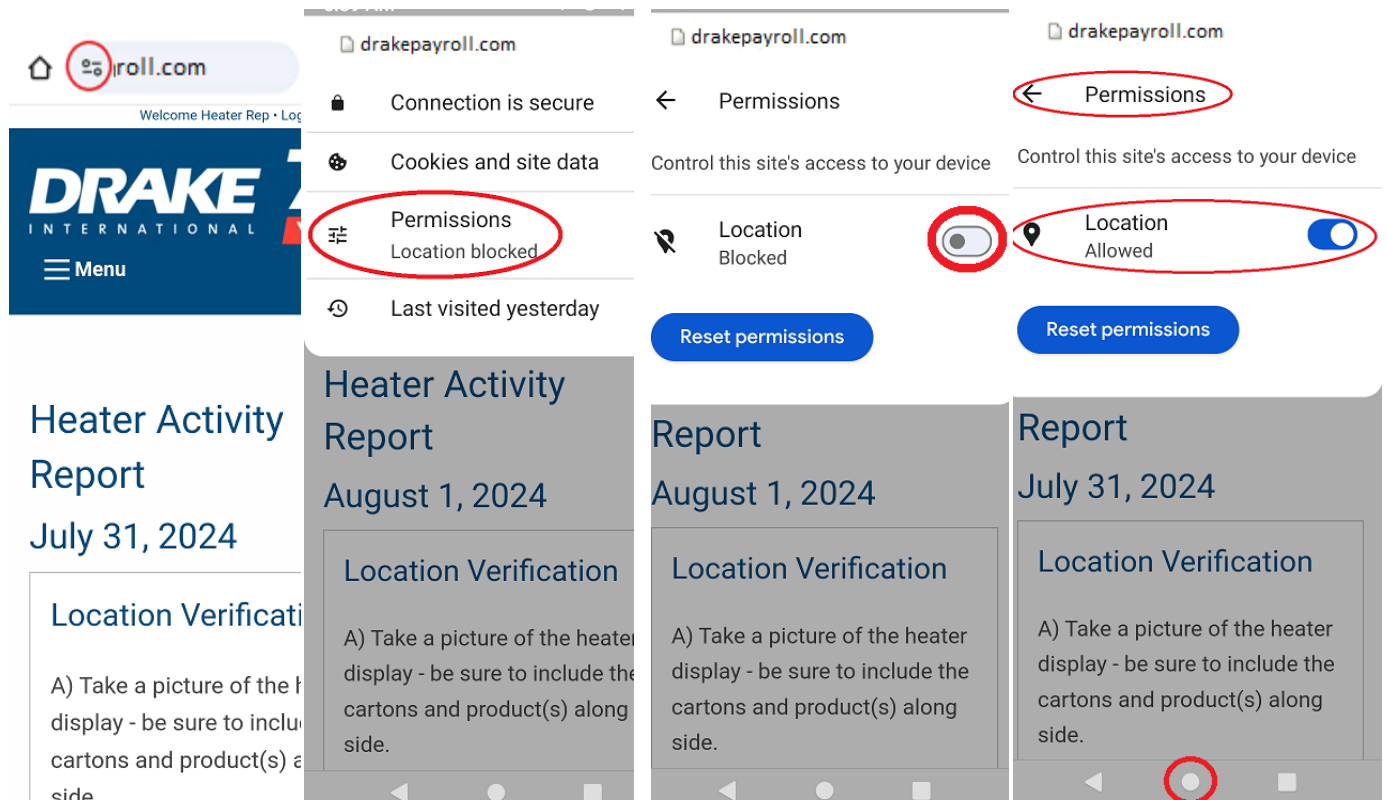 roll.com
Welcome Heater Rep • Log
DRAKE
INTERNATIONAL
Menu
Heater Activity
Report
July 31, 2024
Location Verificati
A) Take a picture of the h
display - be sure to inclu
cartons and product(s) a
side
drakepayroll.com
Connection is secure
Cookies and site data
Permissions
Location blocked
Last visited yesterday
Heater Activity
Report
August 1, 2024
Location Verification
A) Take a picture of the heater
display - be sure to include the
cartons and product(s) along
side.
drakepayroll.com
Permissions
Control this site's access to your device
Location
Blocked
Reset permissions
Report
August 1, 2024
Location Verification
A) Take a picture of the heater
display - be sure to include the
cartons and product(s) along
side.
drakepayroll.com
Permissions
Control this site's access to your device
Location
Allowed
Reset permissions
Report
July 31, 2024
Location Verification
A) Take a picture of the heater
display - be sure to include the
cartons and product(s) along
side.